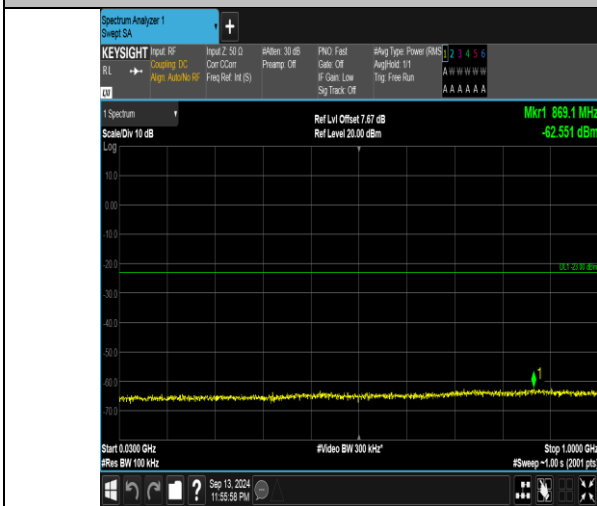 Spectrum Analyzer 1
Swept SA
+
KEYSIGHT
RL
LXI
Input: RF
Coupling: DC
Align: Auto/No RF
Input Z: 50 Ω
Corr CCorr
Freq Ref: Int (S)
#Atten: 30 dB
Preamp: Off
PNO: Fast
Gate: Off
IF Gain: Low
Sig Track: Off
#Avg Type: Power (RMS
Avg|Hold: 1/1
Trig: Free Run
1 2 3 4 5 6
A W W W W W
A A A A A A
1 Spectrum
Scale/Div 10 dB
Log
Ref Lvl Offset 7.67 dB
Ref Level 20.00 dBm
Mkr1 869.1 MHz
-62.551 dBm
10.0
0.00
-10.0
-20.0
DL1 -23.00 dBm
-30.0
-40.0
-50.0
1
-60.0
-70.0
Start 0.0300 GHz
#Res BW 100 kHz
#Video BW 300 kHz*
Stop 1.0000 GHz
#Sweep ~1.00 s (2001 pts)
?
Sep 13, 2024
11:55:58 PM